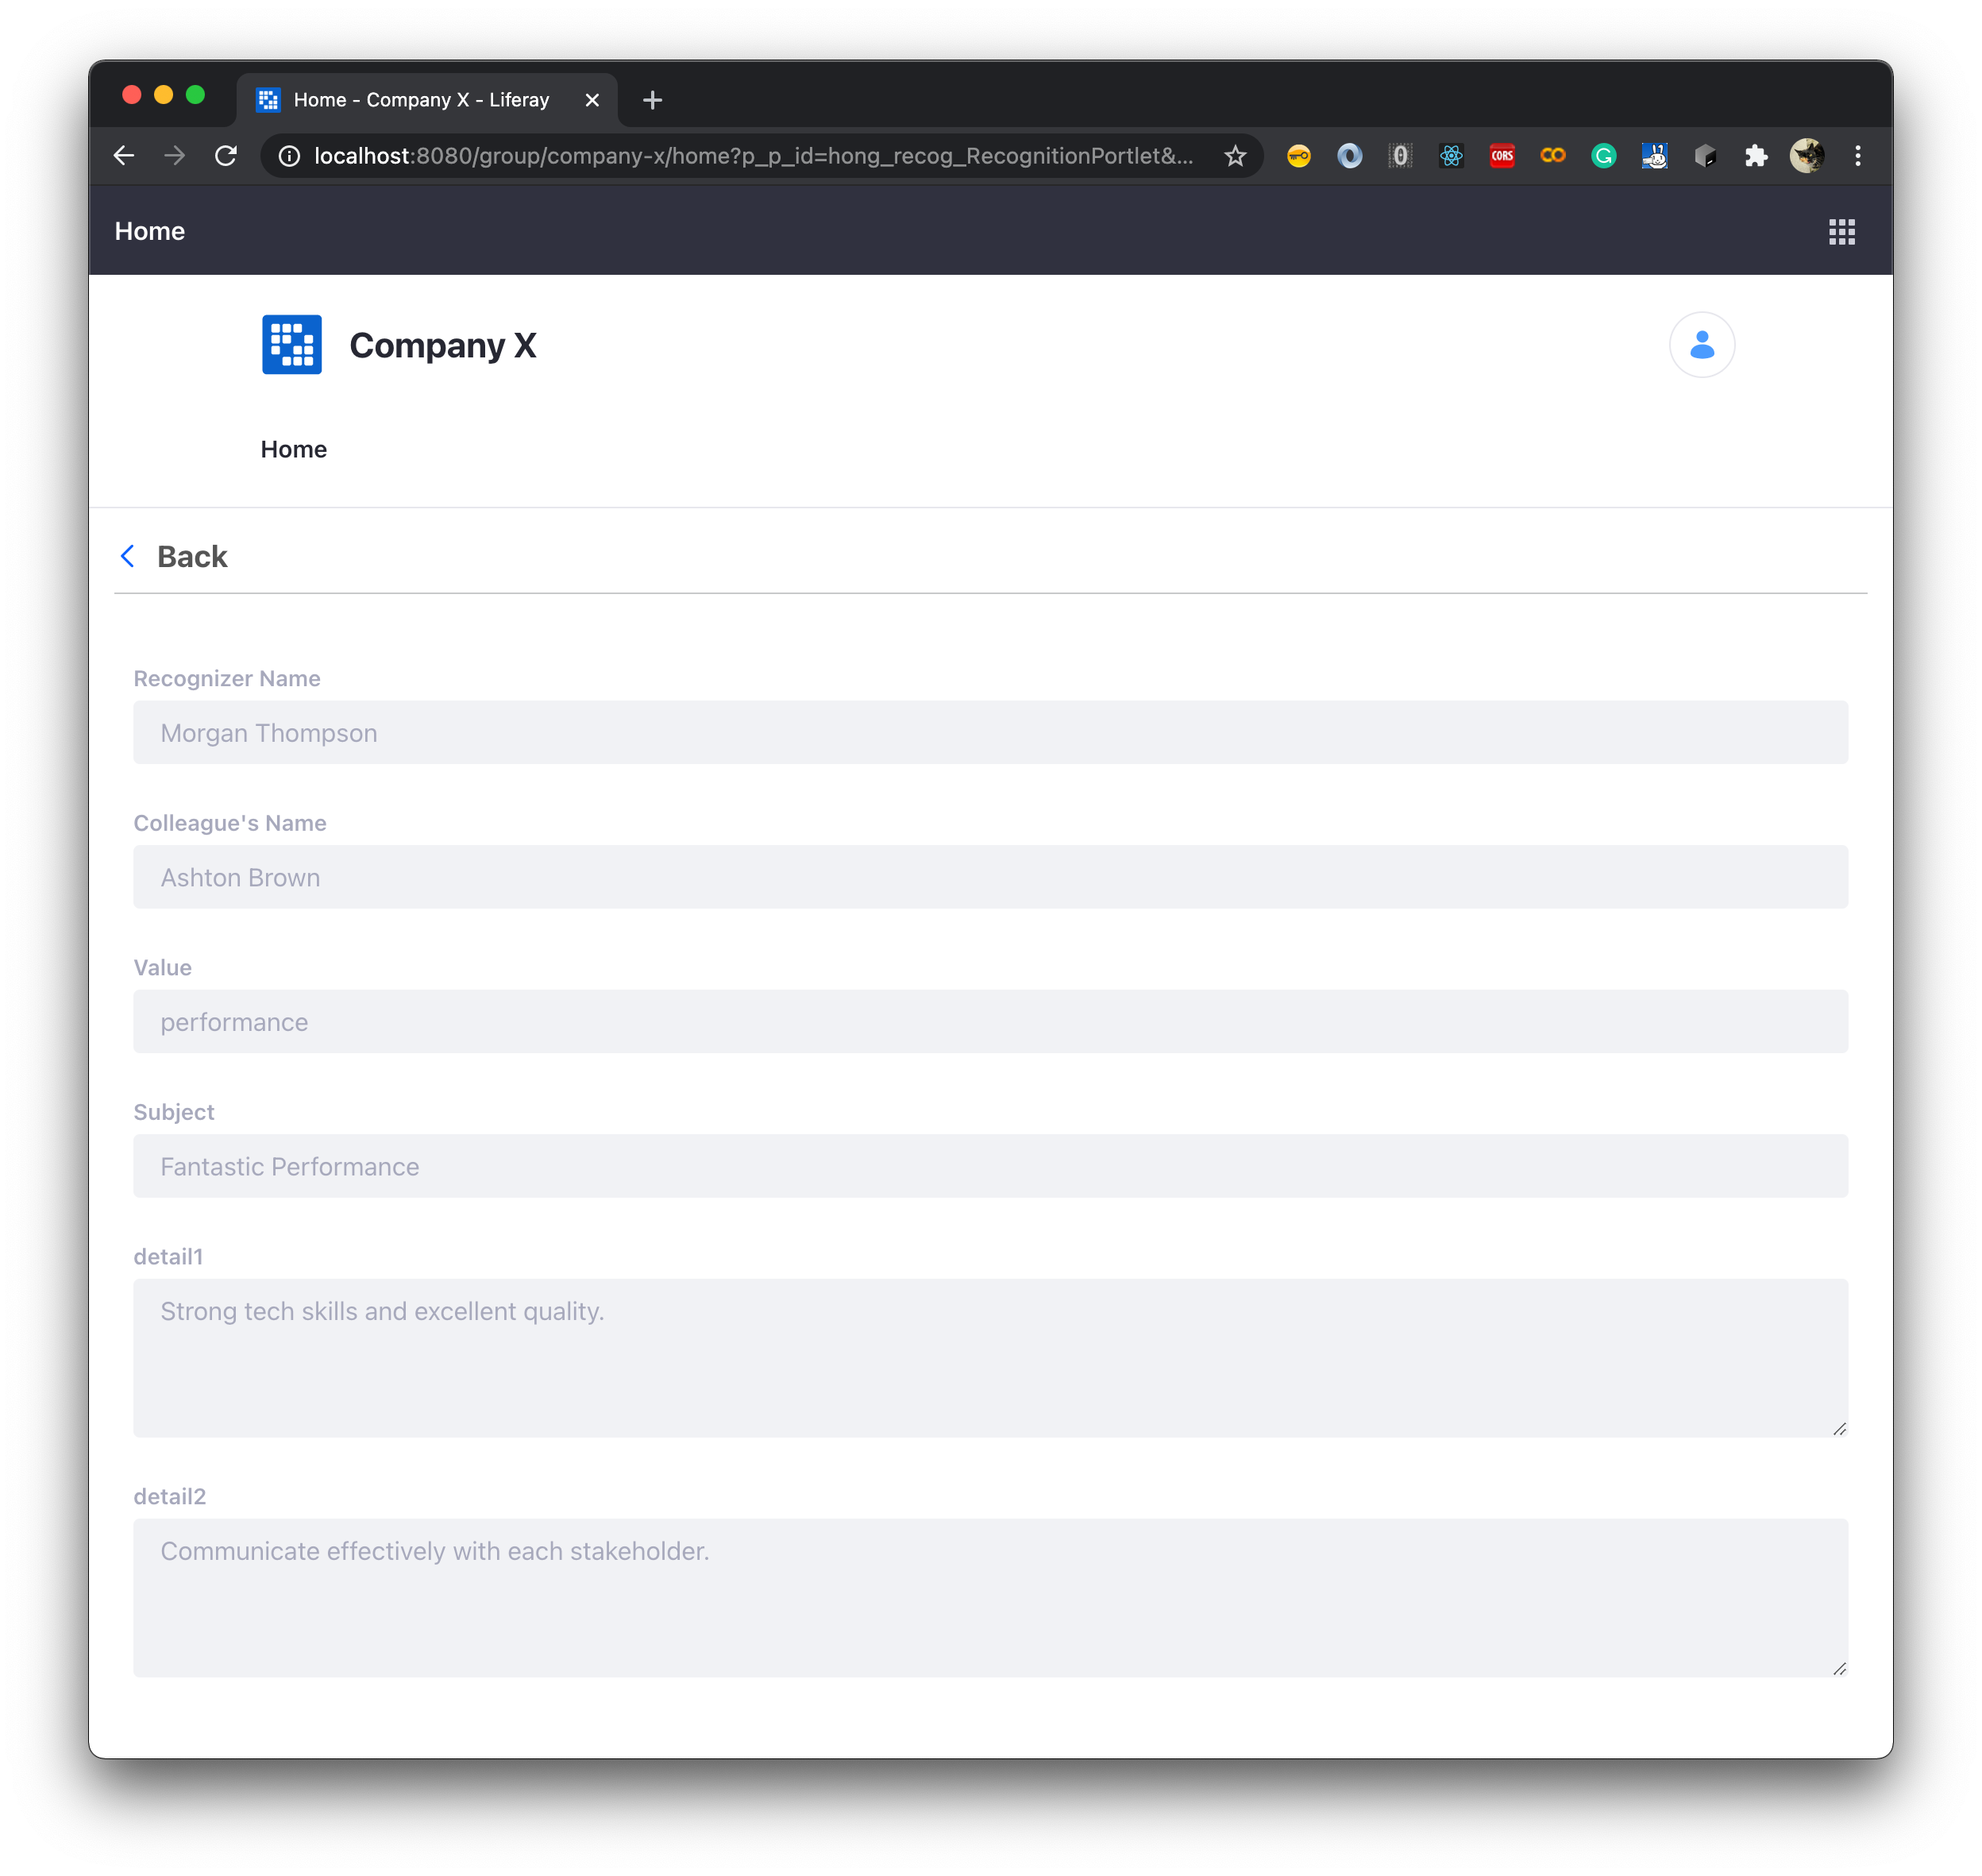 Home - Company X - Liferay
localhost:8080/group/company-x/home?p_p_id=hong_recog_RecognitionPortlet&...
CORS
Home
Company X
Home
Back
Recognizer Name
Morgan Thompson
Colleague's Name
Ashton Brown
Value
performance
Subject
Fantastic Performance
detail1
Strong tech skills and excellent quality.
detail2
Communicate effectively with each stakeholder.